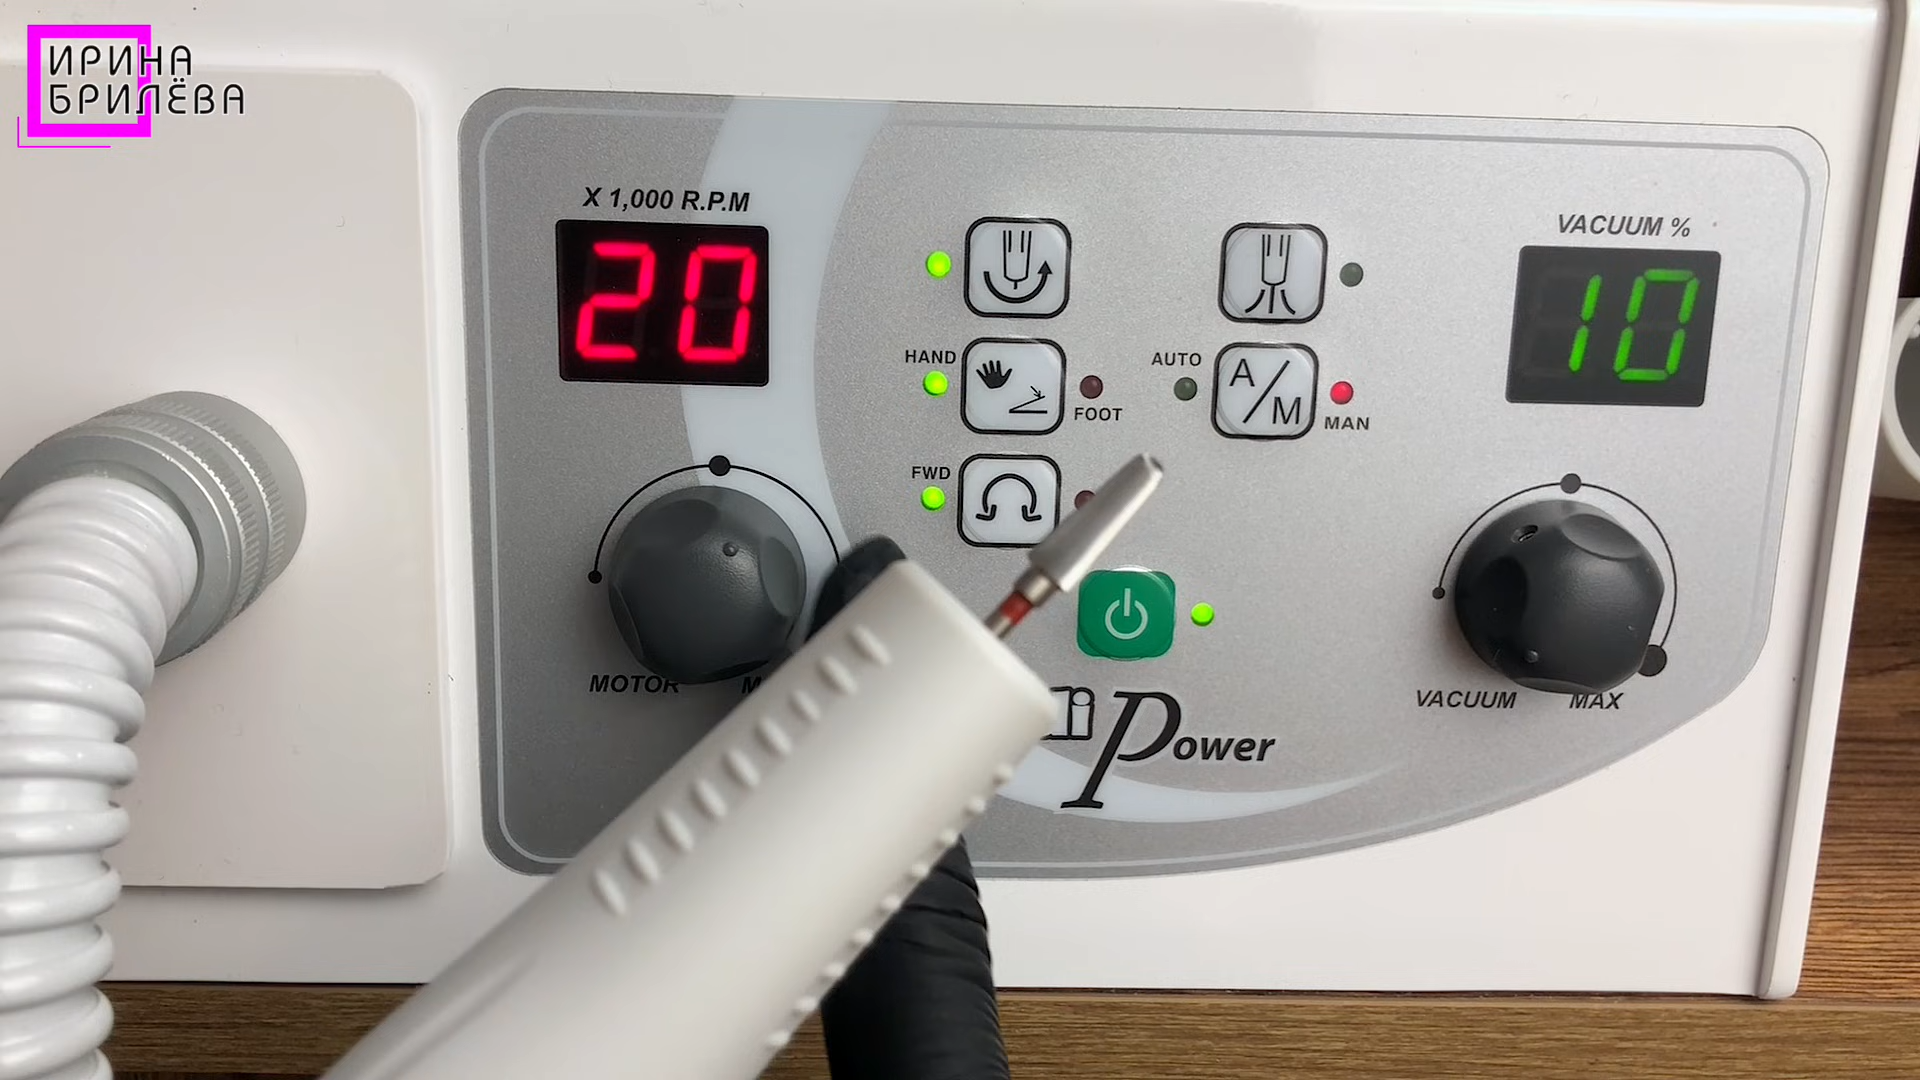 ИРИНА
БРИЛЁВА
X 1,000 R.P.M
20
VACUUM %
10
HAND
FOOT
AUTO
A/M
MAN
FWD
MOTOR
VACUUM
MAX
Power